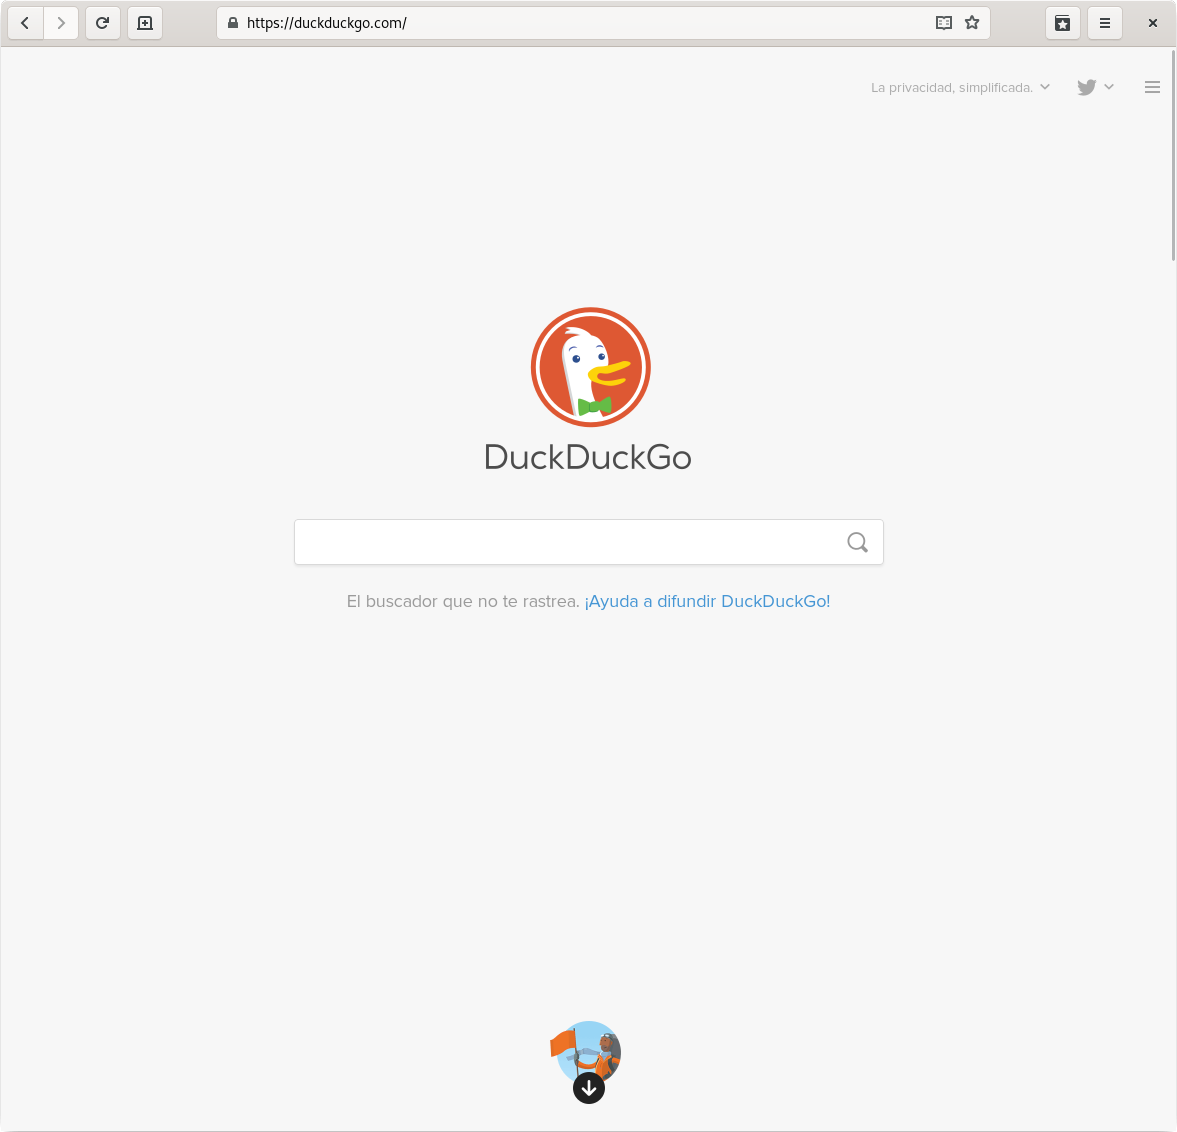 https://duckduckgo.com/
La privacidad, simplificada.
DuckDuckGo
El buscador que no te rastrea. ¡Ayuda a difundir DuckDuckGo!